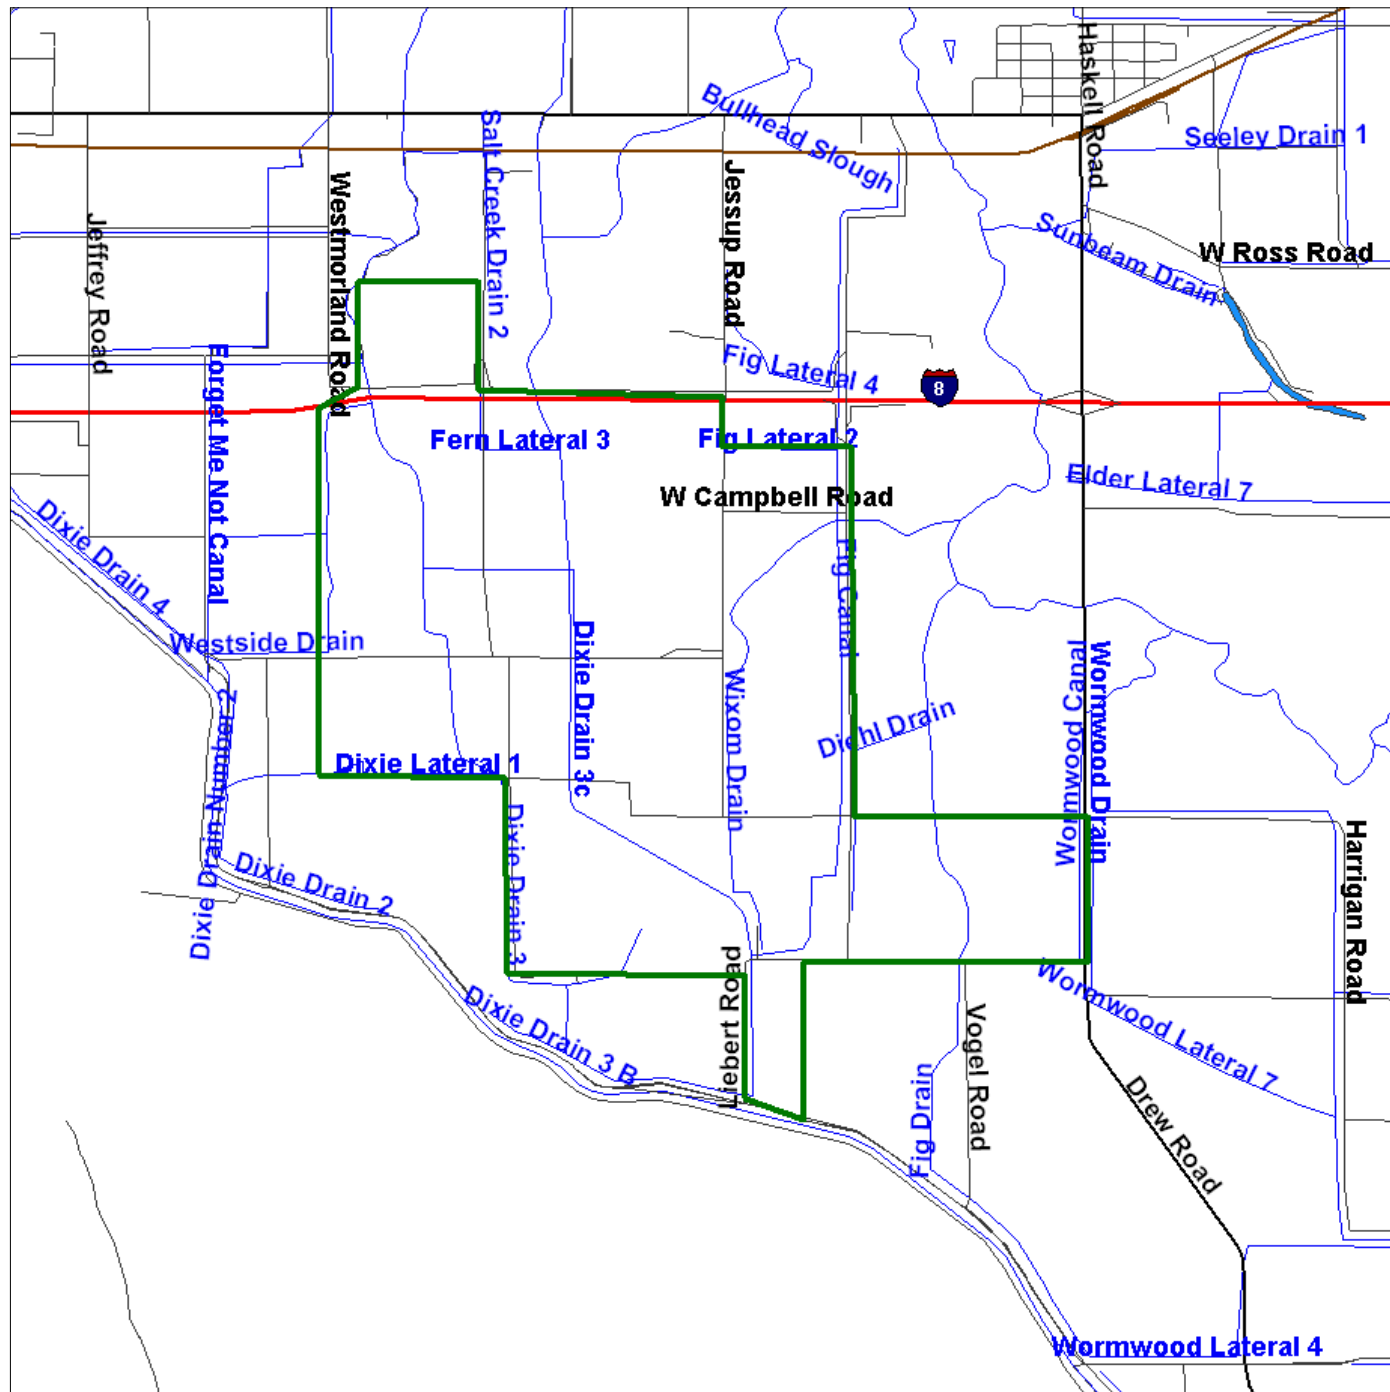 Haskell Road
Bullhead Slough
Salt Creek Drain 2
Seeley Drain 1
Jessup Road
Westmorland Road
Jeffrey Road
Sunbeam Drain
W Ross Road
Forget Me Not Canal
Fig Lateral 4
8
Fern Lateral 3
Fig Lateral 2
Elder Lateral 7
W Campbell Road
Dixie Drain 4
Fig Canal
Westside Drain
Dixie Drain 3c
Wixom Drain
Wormwood Canal
Wormwood Drain
Diehl Drain
Dixie Drain Number 2
Dixie Lateral 1
Dixie Drain 3
Harrigan Road
Dixie Drain 2
Liebert Road
Wormwood Lateral 7
Dixie Drain 3 B
Vogel Road
Fig Drain
Drew Road
Wormwood Lateral 4